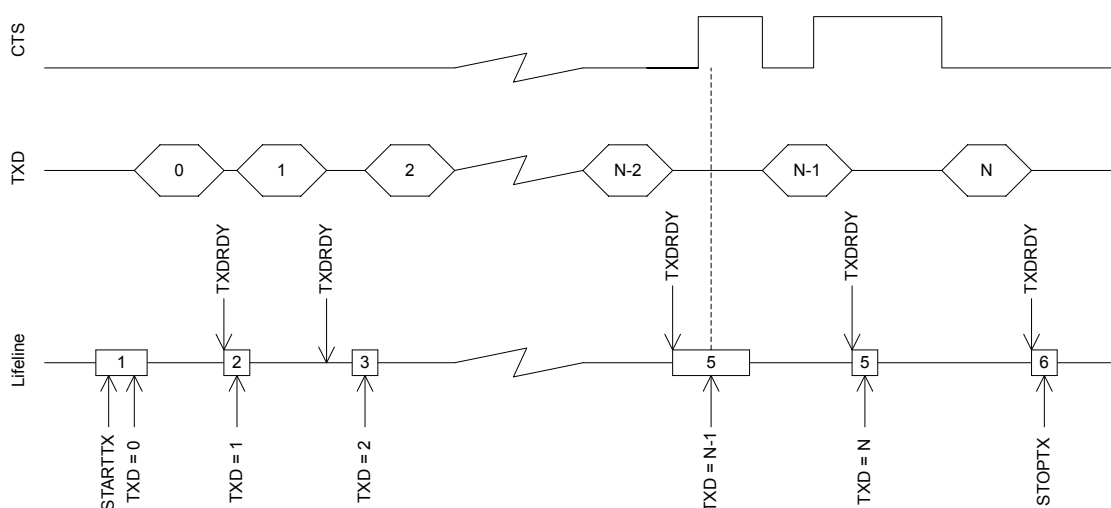 CTS
TXD
0
1
2
N-2
N-1
N
TXDRDY
TXDRDY
TXDRDY
TXDRDY
TXDRDY
Lifeline
1
2
3
5
5
6
STARTTX
TXD = 0
TXD = 1
TXD = 2
TXD = N-1
TXD = N
STOPTX